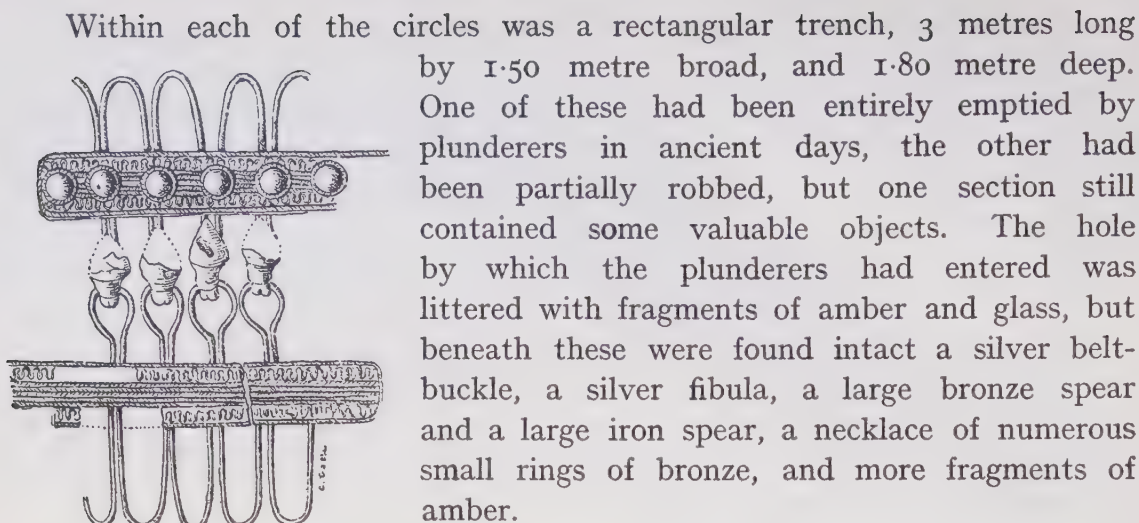 Within each of the circles was a rectangular trench, 3 metres long
by 1·50 metre broad, and 1·80 metre deep.
One of these had been entirely emptied by
plunderers in ancient days, the other had
been partially robbed, but one section still
contained some valuable objects. The hole
by which the plunderers had entered was
littered with fragments of amber and glass, but
beneath these were found intact a silver belt-
buckle, a silver fibula, a large bronze spear
and a large iron spear, a necklace of numerous
small rings of bronze, and more fragments of
amber.